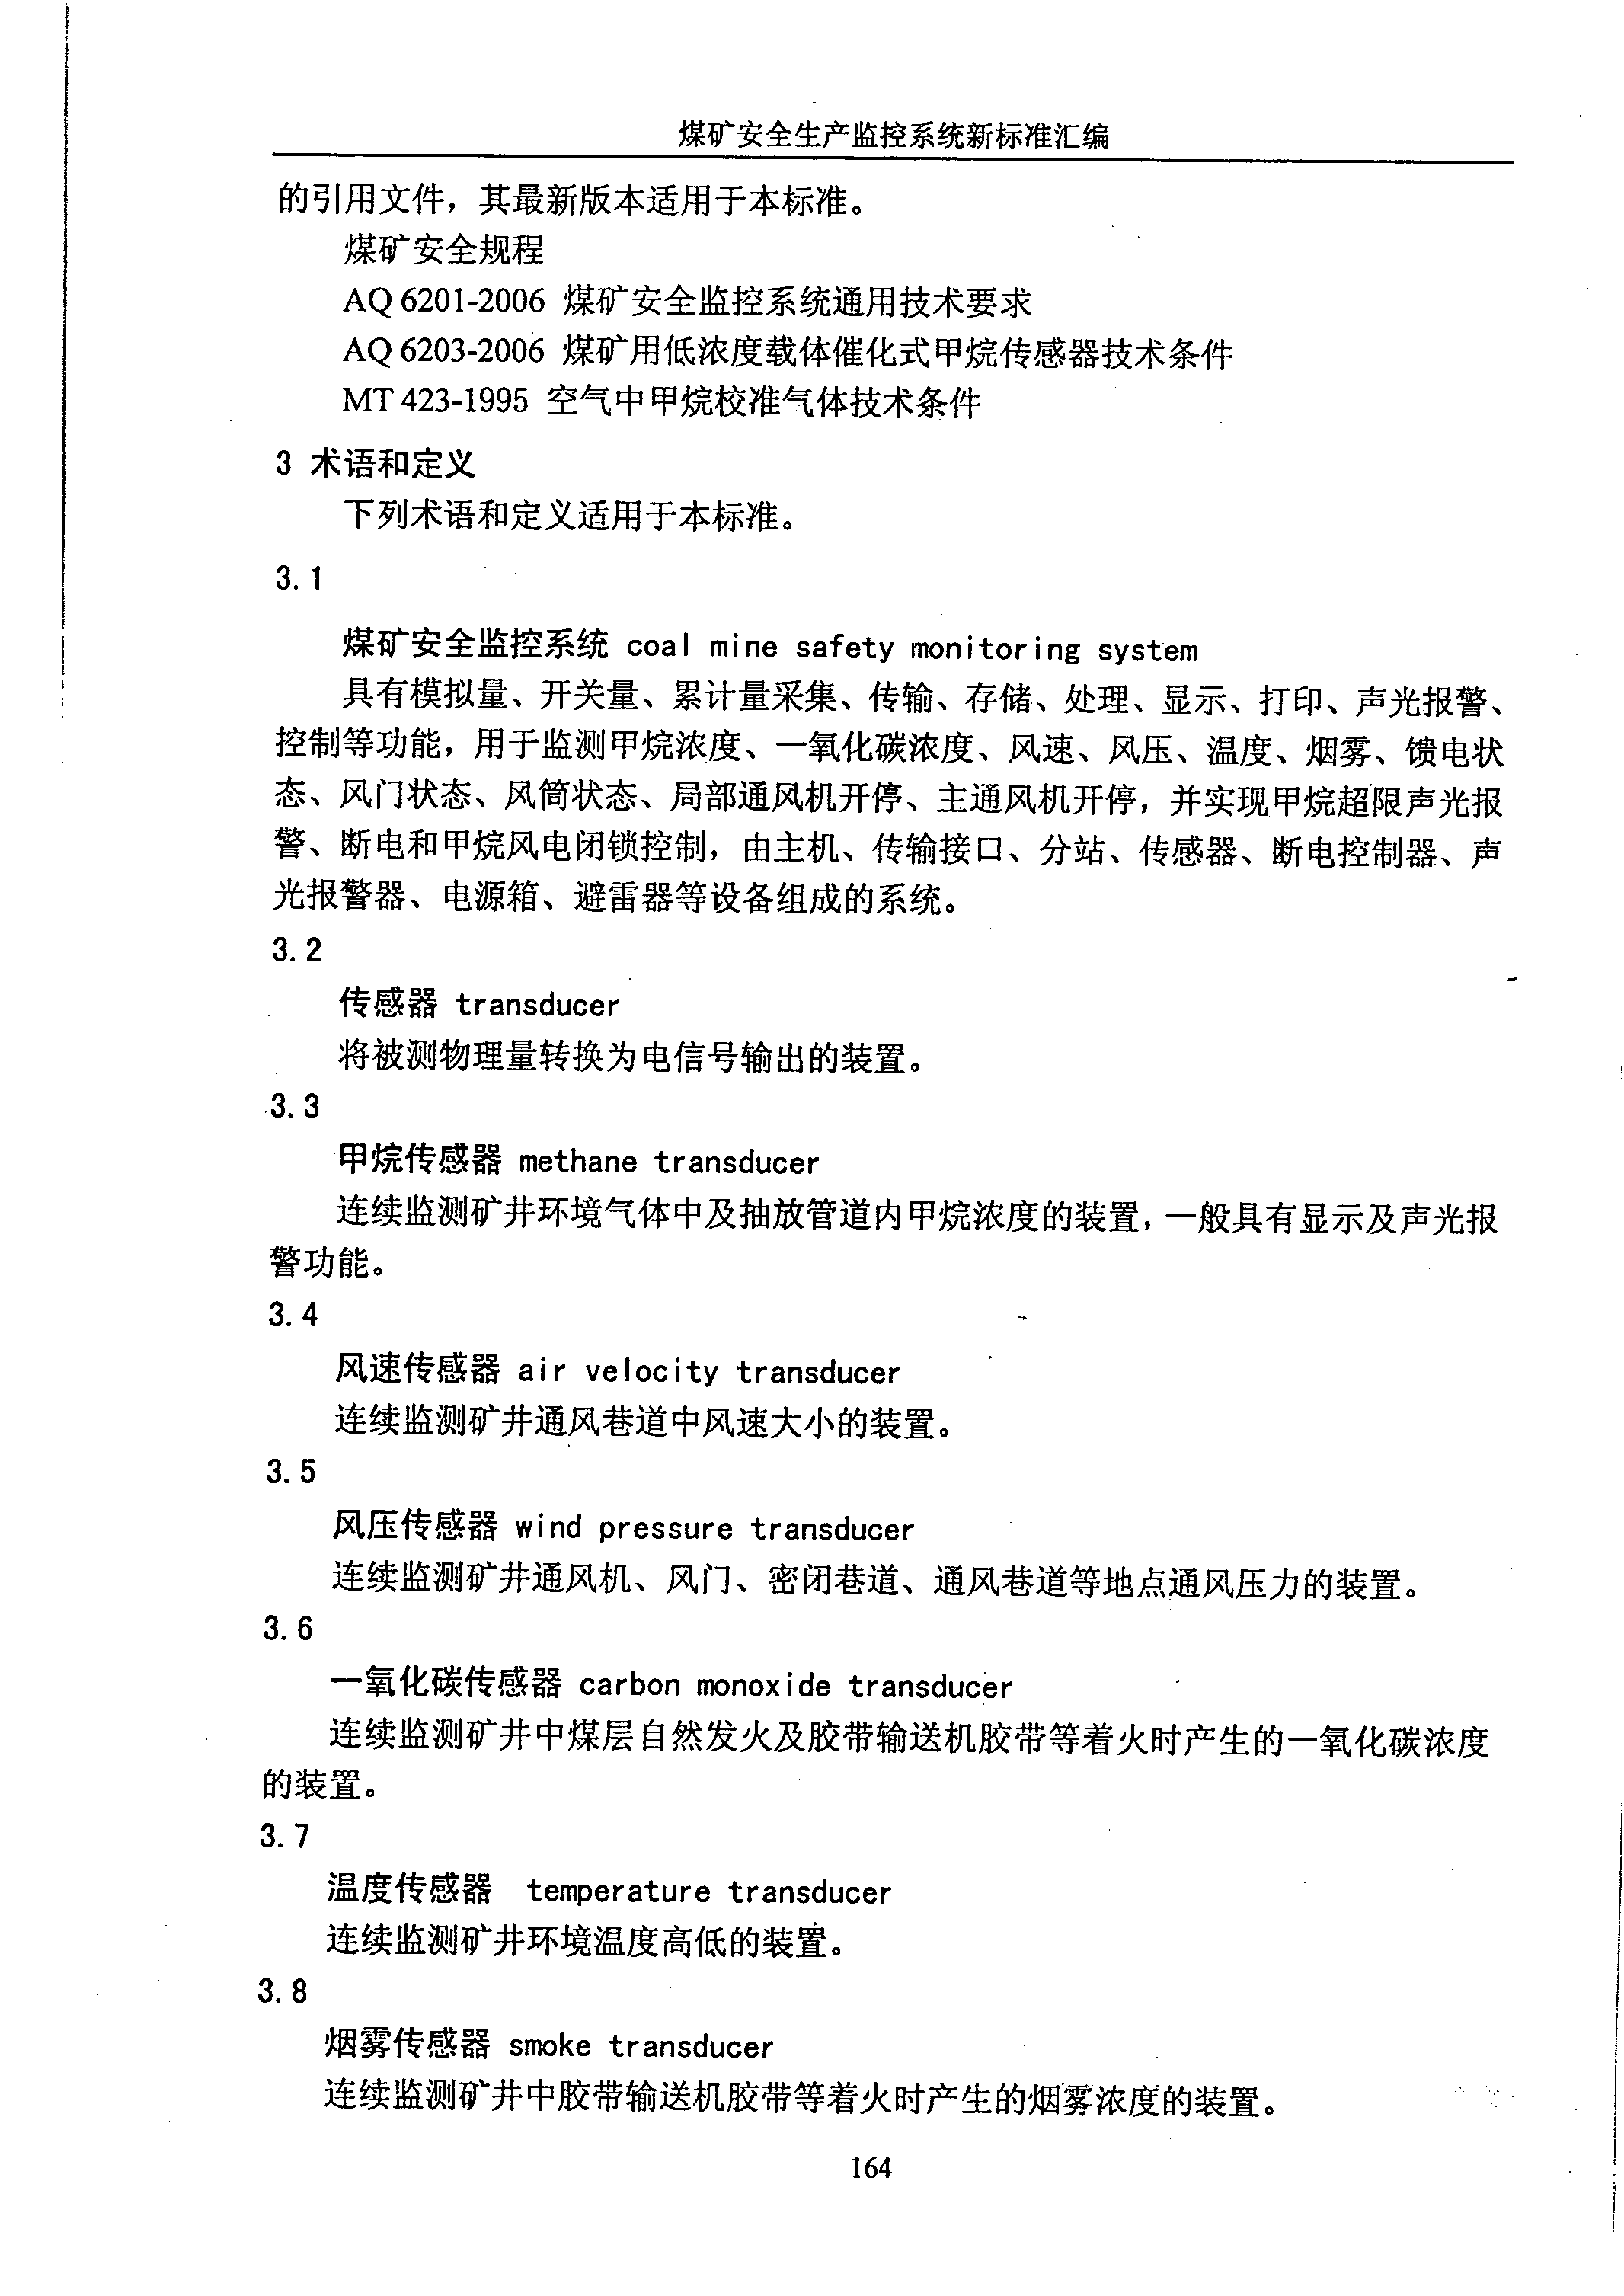 煤矿安全生产监控系统新标准汇编
的引用文件，其最新版本适用于本标准。
煤矿安全规程
AQ 6201-2006 煤矿安全监控系统通用技术要求
AQ 6203-2006 煤矿用低浓度载体催化式甲烷传感器技术条件
MT 423-1995 空气中甲烷校准气体技术条件
3 术语和定义
下列术语和定义适用于本标准。
3.1
煤矿安全监控系统 coal mine safety monitoring system
具有模拟量、开关量、累计量采集、传输、存储、处理、显示、打印、声光报警、
控制等功能，用于监测甲烷浓度、一氧化碳浓度、风速、风压、温度、烟雾、馈电状
态、风门状态、风筒状态、局部通风机开停、主通风机开停，并实现甲烷超限声光报
警、断电和甲烷风电闭锁控制，由主机、传输接口、分站、传感器、断电控制器、声
光报警器、电源箱、避雷器等设备组成的系统。
3.2
传感器 transducer
将被测物理量转换为电信号输出的装置。
3.3
甲烷传感器 methane transducer
连续监测矿井环境气体中及抽放管道内甲烷浓度的装置，一般具有显示及声光报
警功能。
3.4
风速传感器 air velocity transducer
连续监测矿井通风巷道中风速大小的装置。
3.5
风压传感器 wind pressure transducer
连续监测矿井通风机、风门、密闭巷道、通风巷道等地点通风压力的装置。
3.6
一氧化碳传感器 carbon monoxide transducer
连续监测矿井中煤层自然发火及胶带输送机胶带等着火时产生的一氧化碳浓度
的装置。
3.7
温度传感器 temperature transducer
连续监测矿井环境温度高低的装置。
3.8
烟雾传感器 smoke transducer
连续监测矿井中胶带输送机胶带等着火时产生的烟雾浓度的装置。
164